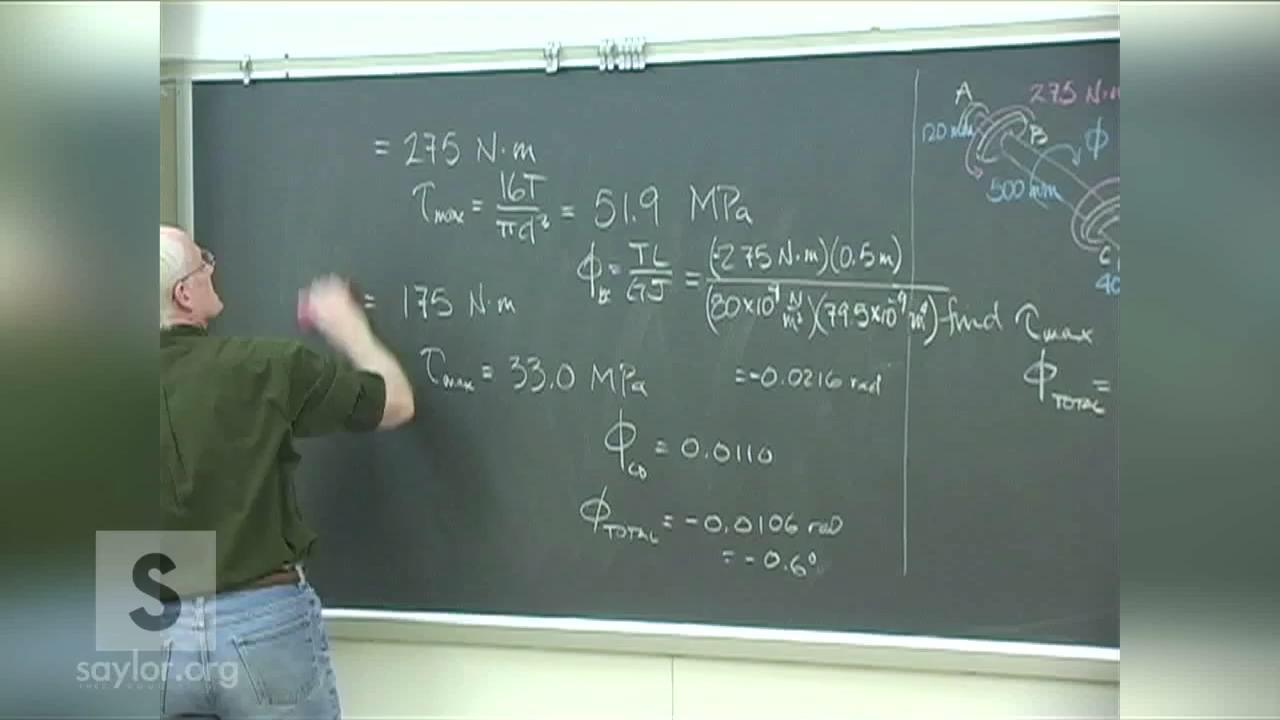 = 275 N·m
τmax = 16T / πd³ = 51.9 MPa
ϕBC = TL / GJ = (-275 N·m)(0.5 m) / (80×10⁹ N/m²)(79.5×10⁻⁹ m⁴)
= 175 N·m
τmax = 33.0 MPa
= -0.0216 rad
ϕCD = 0.0110
ϕTOTAL = -0.0106 rad
= -0.6°
A
275 N·m
120 mm
B
ϕ
500 mm
C
40
find τmax
ϕTOTAL =
S
saylor.org